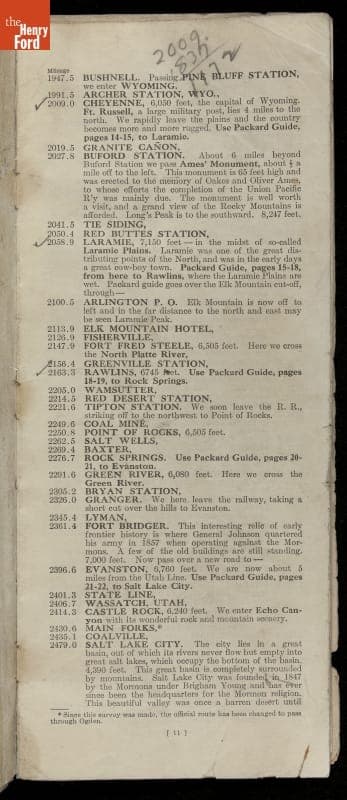 the
Henry
Ford
2009.
Mileage
1947.5 BUSHNELL. Passing PINE BLUFF STATION,
we enter WYOMING.
1991.5 ARCHER STATION, WYO.,
2009.0 CHEYENNE, 6,050 feet, the capital of Wyoming.
Ft. Russell, a large military post, lies 4 miles to the
north. We rapidly leave the plains and the country
becomes more and more rugged. Use Packard Guide,
pages 14-15, to Laramie.
2019.5 GRANITE CAÑON,
2027.8 BUFORD STATION. About 6 miles beyond
Buford Station we pass Ames' Monument, about ½ a
mile off to the left. This monument is 65 feet high and
was erected to the memory of Oakes and Oliver Ames,
to whose efforts the completion of the Union Pacific
R'y was mainly due. The monument is well worth
a visit, and a grand view of the Rocky Mountains is
afforded. Long's Peak is to the southward. 8,247 feet.
2041.5 TIE SIDING,
2050.4 RED BUTTES STATION,
2058.9 LARAMIE, 7,150 feet—in the midst of so-called
Laramie Plains. Laramie was one of the great dis-
tributing points of the North, and was in the early days
a great cow-boy town. Packard Guide, pages 15-18,
from here to Rawlins, where the Laramie Plains are
wet. Packard guide goes over the Elk Mountain cut-off,
through—
2100.5 ARLINGTON P. O. Elk Mountain is now off to
left and in the far distance to the north and east may
be seen Laramie Peak.
2113.9 ELK MOUNTAIN HOTEL,
2126.9 FISHERVILLE,
2147.9 FORT FRED STEELE, 6,505 feet. Here we cross
the North Platte River,
2156.4 GREENVILLE STATION,
2163.3 RAWLINS, 6745 feet. Use Packard Guide, pages
18-19, to Rock Springs.
2205.0 WAMSUTTER,
2214.5 RED DESERT STATION,
2221.6 TIPTON STATION. We soon leave the R. R.,
striking off to the northwest to Point of Rocks.
2249.6 COAL MINE,
2250.8 POINT OF ROCKS, 6,505 feet.
2262.5 SALT WELLS,
2269.4 BAXTER,
2276.7 ROCK SPRINGS. Use Packard Guide, pages 20-
21, to Evanston.
2291.6 GREEN RIVER, 6,080 feet. Here we cross the
Green River.
2305.2 BRYAN STATION,
2326.0 GRANGER. We here leave the railway, taking a
short cut over the hills to Evanston.
2345.4 LYMAN,
2361.4 FORT BRIDGER. This interesting relic of early
frontier history is where General Johnson quartered
his army in 1857 when operating against the Mor-
mons. A few of the old buildings are still standing.
7,000 feet. Now pass over a new road to—
2396.6 EVANSTON, 6,760 feet. We are now about 5
miles from the Utah Line. Use Packard Guide, pages
21-22, to Salt Lake City.
2401.3 STATE LINE,
2406.7 WASSATCH, UTAH,
2414.3 CASTLE ROCK, 6,240 feet. We enter Echo Can-
yon with its wonderful rock and mountain scenery.
2430.6 MAIN FORKS,*
2435.1 COALVILLE,
2479.0 SALT LAKE CITY. The city lies in a great
basin, out of which its rivers never flow but empty into
great salt lakes, which occupy the bottom of the basin.
4,390 feet. This great basin is completely surrounded
by mountains. Salt Lake City was founded in 1847
by the Mormons under Brigham Young and has ever
since been the headquarters for the Mormon religion.
This beautiful valley was once a barren desert until
* Since this survey was made, the official route has been changed to pass
through Ogden.
[ 11 ]